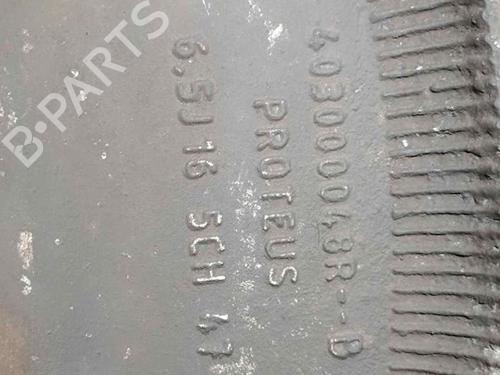 403000048R--B
PROTEUS
6,5J16 5CH 47
B-PARTS